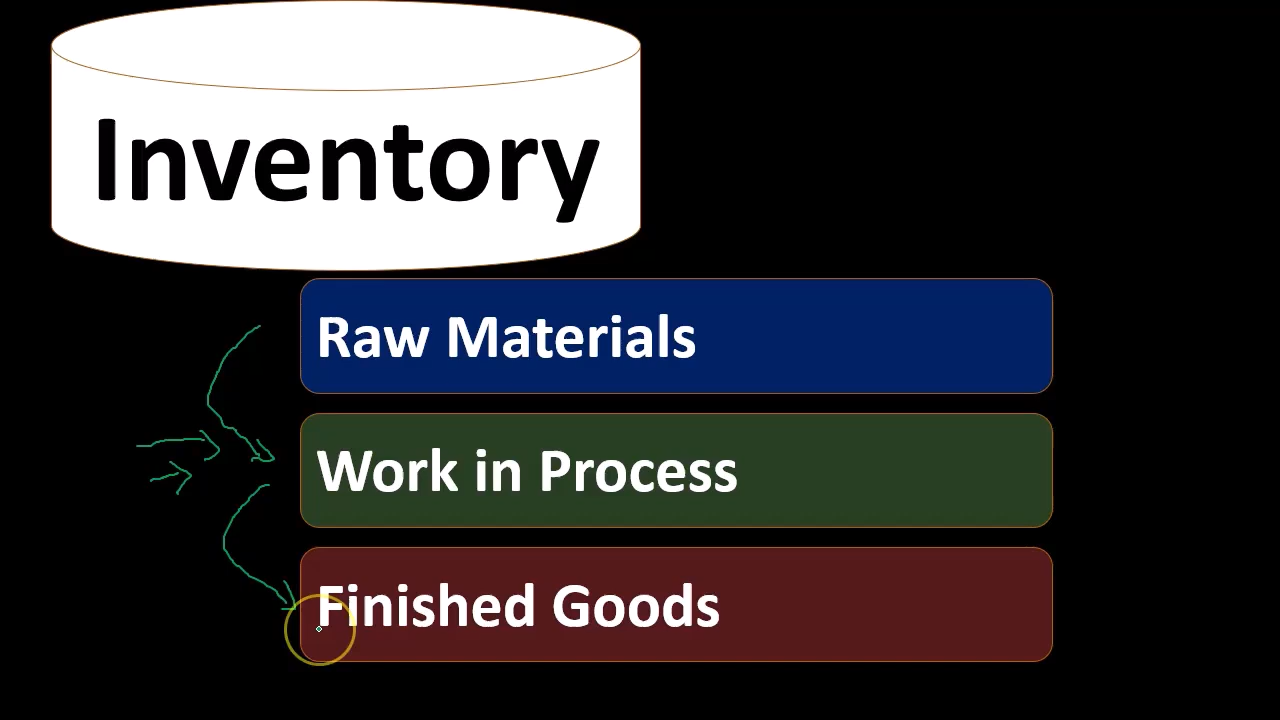 Inventory
Raw Materials
Work in Process
Finished Goods